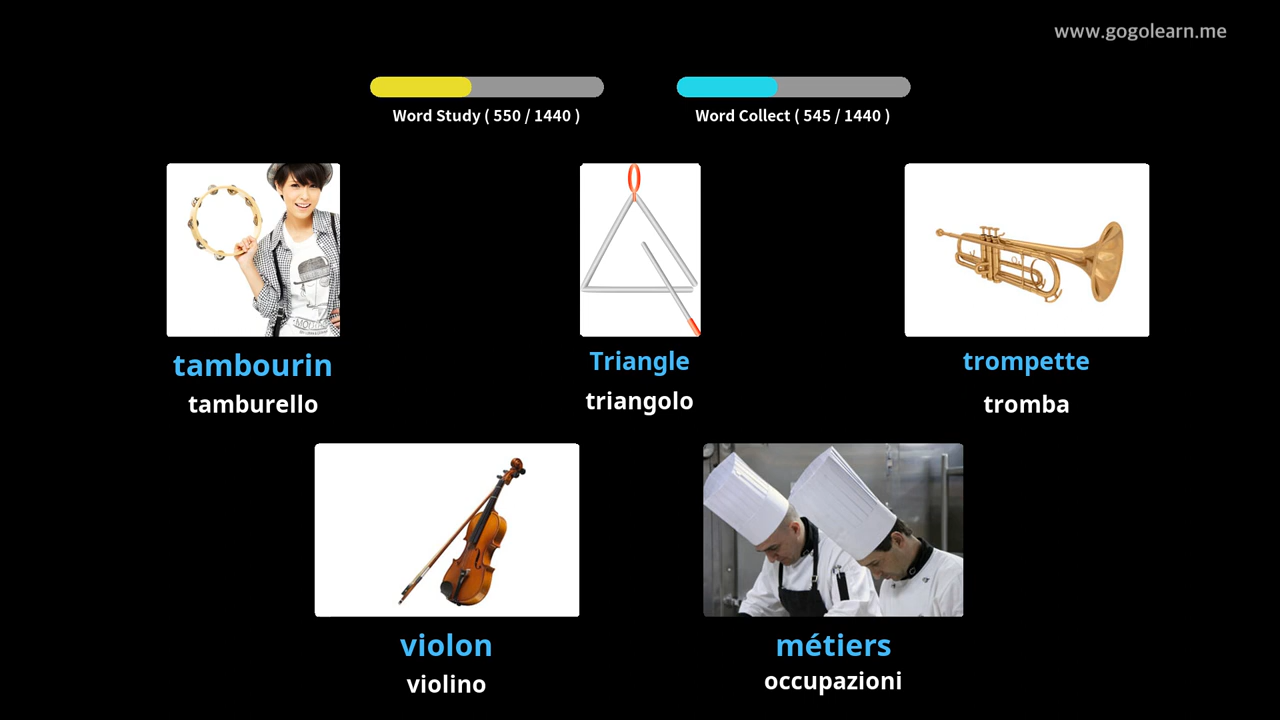 www.gogolearn.me
Word Study ( 550 / 1440 )
Word Collect ( 545 / 1440 )
tambourin
tamburello
Triangle
triangolo
trompette
tromba
violon
violino
métiers
occupazioni